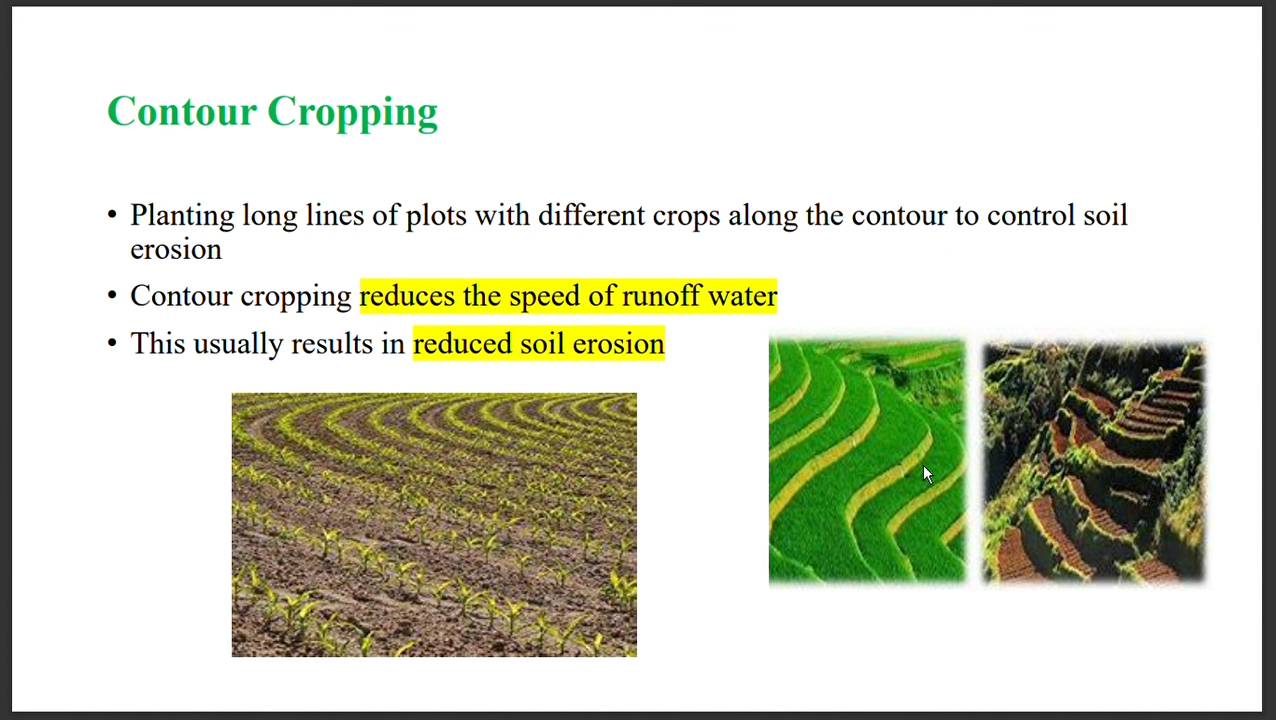 Contour Cropping
• Planting long lines of plots with different crops along the contour to control soil
erosion
• Contour cropping reduces the speed of runoff water
• This usually results in reduced soil erosion